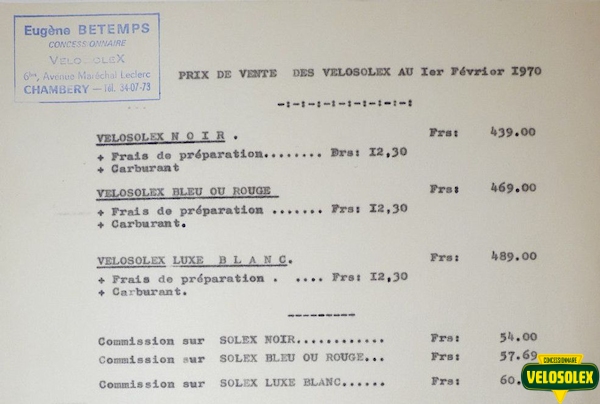 Eugène BETEMPS
CONCESSIONNAIRE
VELOSOLEX
6ter, Avenue Maréchal Leclerc
CHAMBERY — Tél. 34-07-73
PRIX DE VENTE DES VELOSOLEX AU Ier Février I970
-:-:-:-:-:-:-:-:-:
VELOSOLEX N O I R . Frs: 439.00
+ Frais de préparation........ Frs: I2,30
+ Carburant
VELOSOLEX BLEU OU ROUGE Frs: 469.00
+ Frais de préparation ....... Frs: I2,30
+ Carburant.
VELOSOLEX LUXE B L A N C. Frs: 489.00
+ Frais de préparation . .... Frs: I2,30
+ Carburant.
----------
Commission sur SOLEX NOIR............ Frs: 54.00
Commission sur SOLEX BLEU OU ROUGE... Frs: 57.69
Commission sur SOLEX LUXE BLANC...... Frs: 60.
CONCESSIONNAIRE
VELOSOLEX